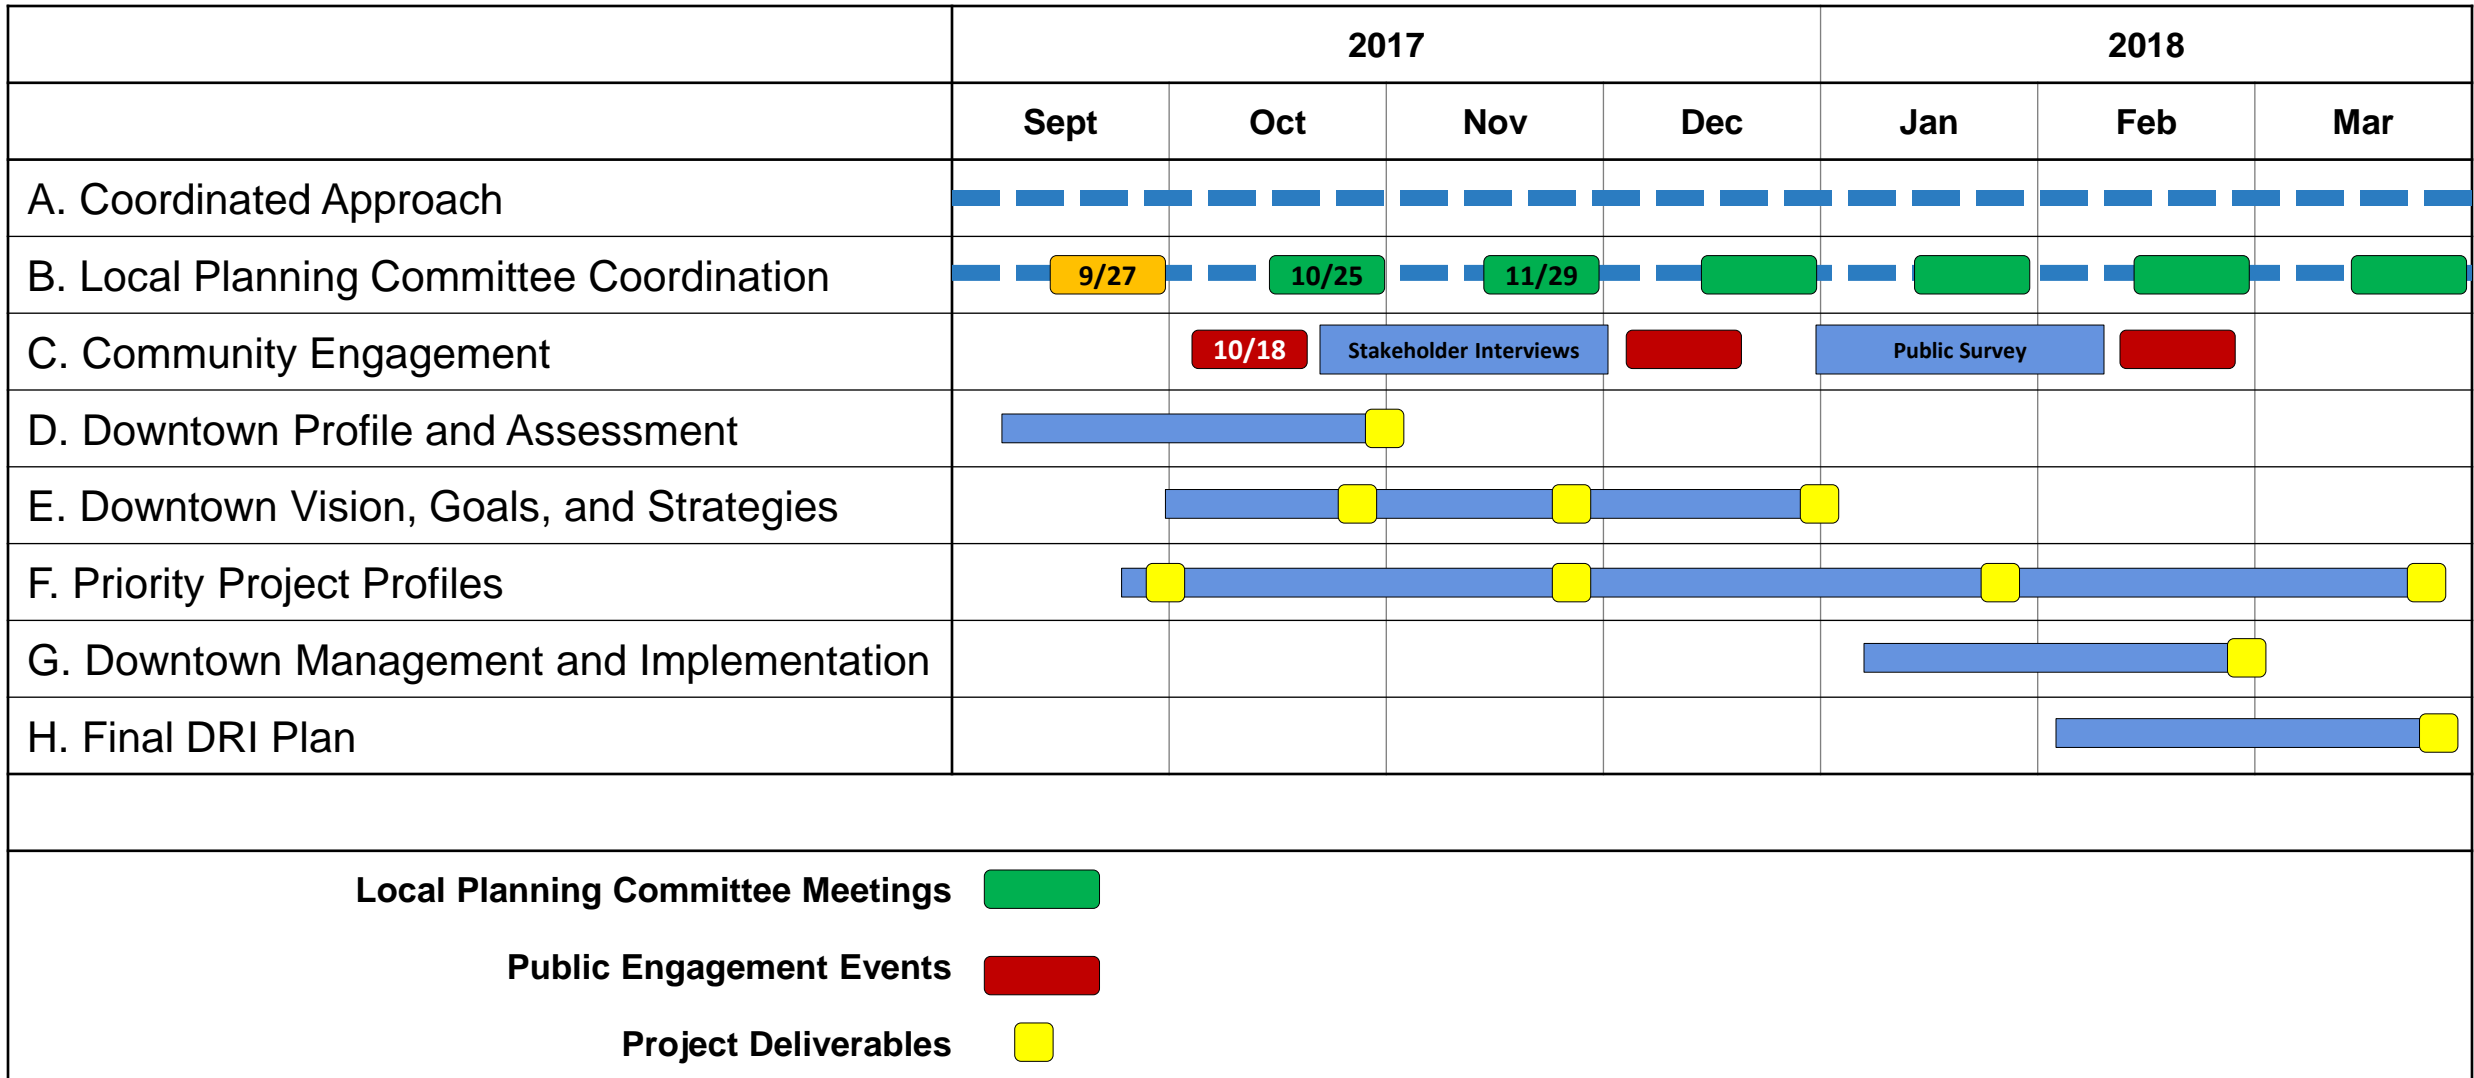 2017 2018
Sept Oct Nov Dec Jan Feb Mar
A. Coordinated Approach
B. Local Planning Committee Coordination 9/27 10/25 11/29
C. Community Engagement 10/18 Stakeholder Interviews Public Survey
D. Downtown Profile and Assessment
E. Downtown Vision, Goals, and Strategies
F. Priority Project Profiles
G. Downtown Management and Implementation
H. Final DRI Plan
Local Planning Committee Meetings
Public Engagement Events
Project Deliverables